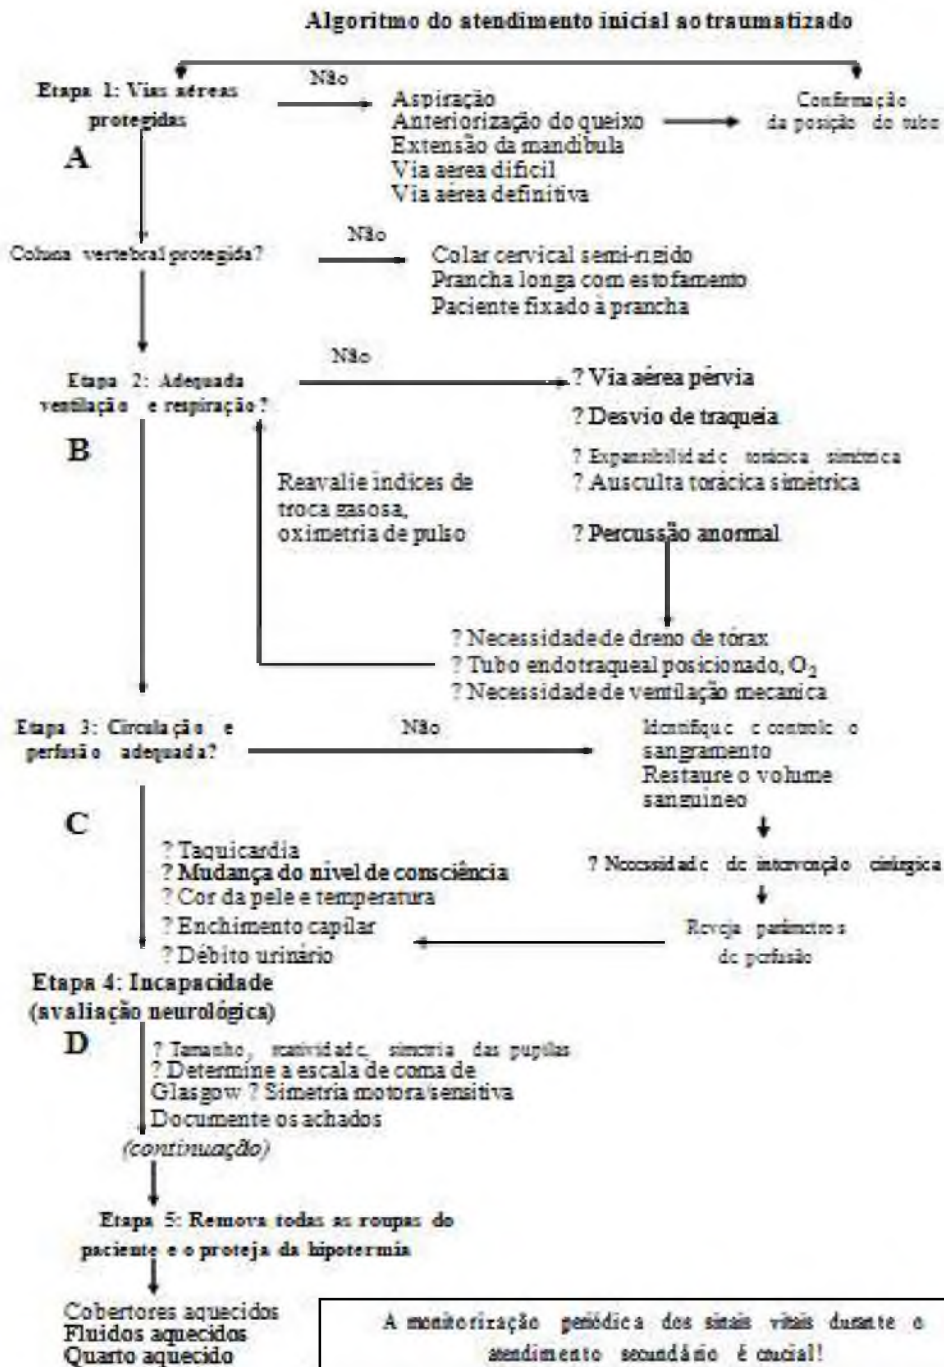 Algoritmo do atendimento inicial ao traumatizado
Etapa 1: Vias aéreas
protegidas
A
Não
Aspiração
Anteriorização do queixo
Extensão da mandíbula
Via aérea difícil
Via aérea definitiva
Confirmação
da posição do tubo
Coluna vertebral protegida?
Não
Colar cervical semi-rígido
Prancha longa com estofamento
Paciente fixado à prancha
Etapa 2: Adequada
ventilação e respiração?
B
Não
? Via aérea pérvia
? Desvio de traqueia
? Expansibilidade torácica simétrica
? Ausculta torácica simétrica
? Percussão anormal
Reavalie índices de
troca gasosa,
oximetria de pulso
? Necessidade de dreno de tórax
? Tubo endotraqueal posicionado, O2
? Necessidade de ventilação mecanica
Etapa 3: Circulação e
perfusão adequada?
C
Não
Identifique e controle o
sangramento
Restaure o volume
sanguíneo
? Necessidade de intervenção cirúrgica
Reveja parâmetros
de perfusão
? Taquicardia
? Mudança do nível de consciência
? Cor da pele e temperatura
? Enchimento capilar
? Débito urinário
Etapa 4: Incapacidade
(avaliação neurológica)
D
? Tamanho, reatividade, simetria das pupilas
? Determine a escala de coma de
Glasgow ? Simetria motora/sensitiva
Documente os achados
(continuação)
Etapa 5: Remova todas as roupas do
paciente e o proteja da hipotermia
Cobertores aquecidos
Fluidos aquecidos
Quarto aquecido
A monitorização periódica dos sinais vitais durante o
atendimento secundário é crucial!